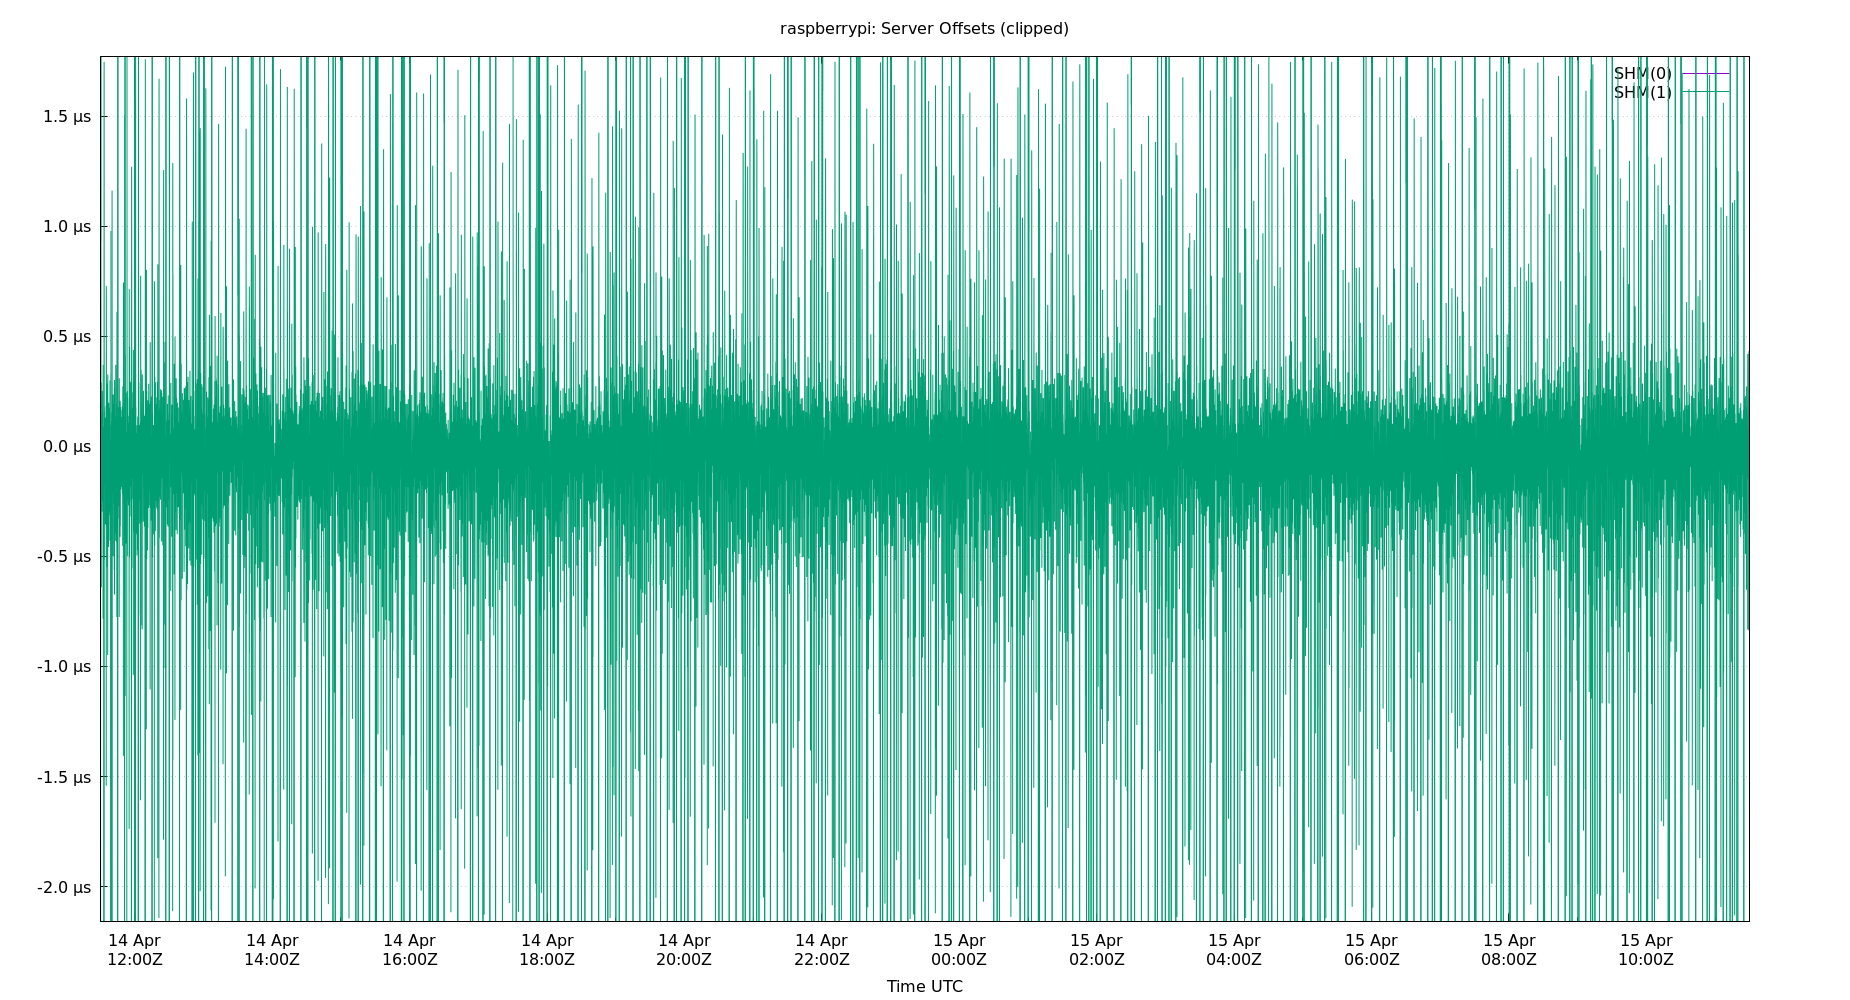 raspberrypi: Server Offsets (clipped)
SHM(0)
SHM(1)
1.5 µs
1.0 µs
0.5 µs
0.0 µs
-0.5 µs
-1.0 µs
-1.5 µs
-2.0 µs
14 Apr 14 Apr 14 Apr 14 Apr 14 Apr 14 Apr 15 Apr 15 Apr 15 Apr 15 Apr 15 Apr 15 Apr
12:00Z 14:00Z 16:00Z 18:00Z 20:00Z 22:00Z 00:00Z 02:00Z 04:00Z 06:00Z 08:00Z 10:00Z
Time UTC